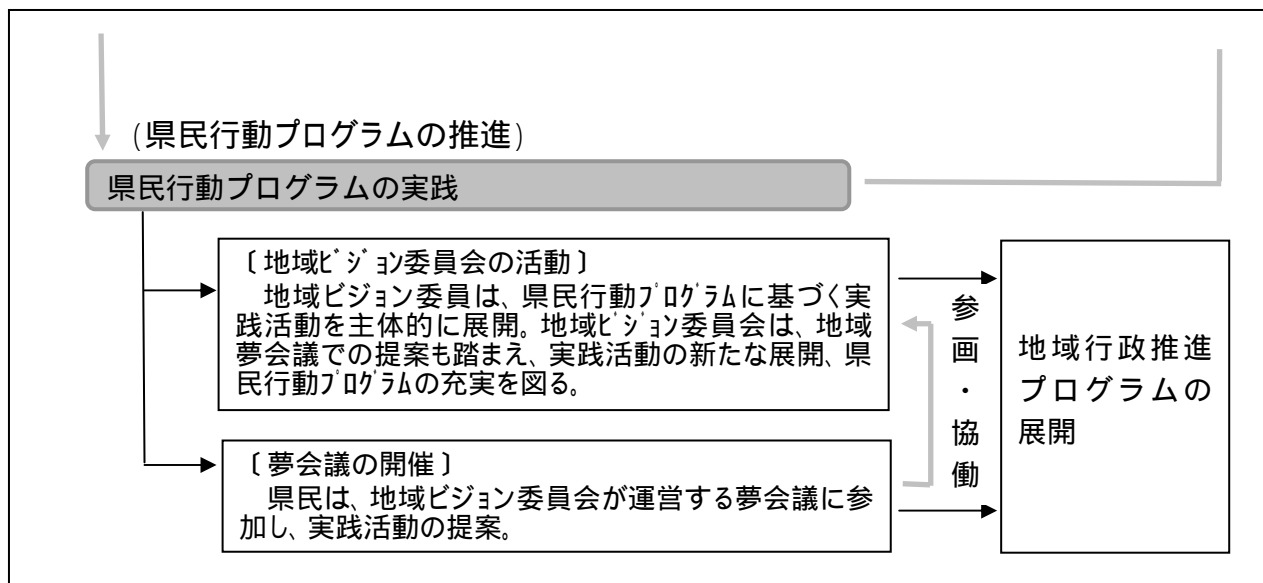 (県民行動プログラムの推進)
県民行動プログラムの実践
〔地域ﾋﾞｼﾞｮﾝ委員会の活動〕
地域ビジョン委員は、県民行動ﾌﾟﾛｸﾞﾗﾑに基づく実
践活動を主体的に展開。地域ﾋﾞｼﾞｮﾝ委員会は、地域
夢会議での提案も踏まえ、実践活動の新たな展開、県
民行動ﾌﾟﾛｸﾞﾗﾑの充実を図る。
〔夢会議の開催〕
県民は、地域ビジョン委員会が運営する夢会議に参
加し、実践活動の提案。
参画・協働
地域行政推進
プログラムの
展開